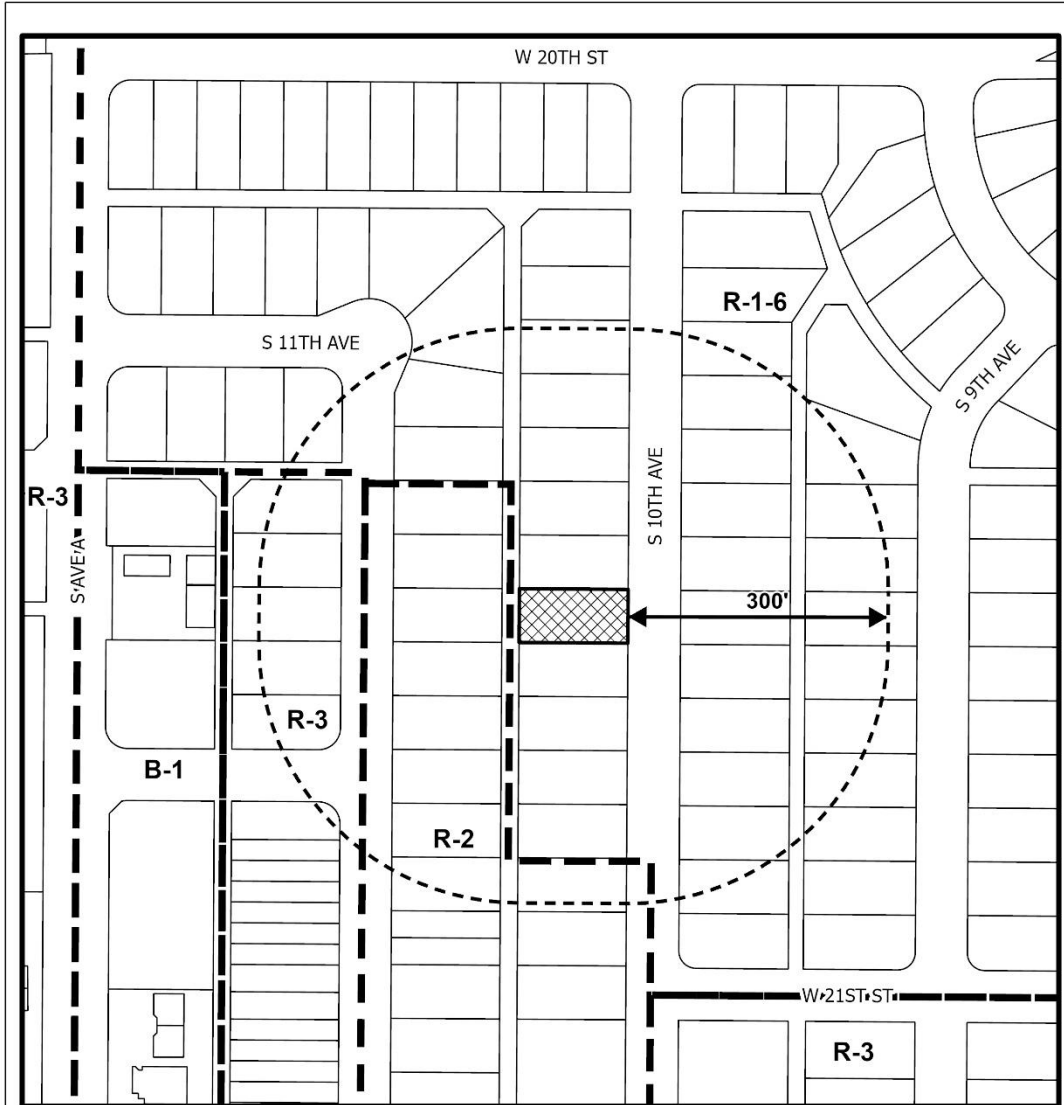 W 20TH ST
R-1-6
S 11TH AVE
S 9TH AVE
R-3
S AVE A
S 10TH AVE
300'
R-3
B-1
R-2
W 21ST ST
R-3